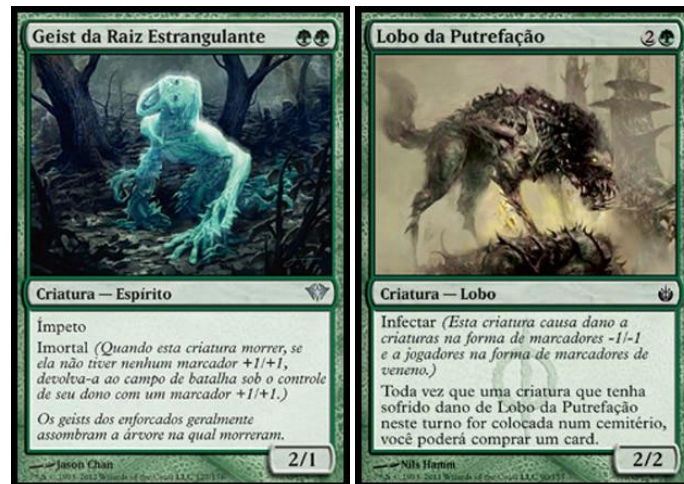 Geist da Raiz Estrangulante
Criatura — Espírito
Ímpeto
Imortal (Quando esta criatura morrer, se
ela não tiver nenhum marcador +1/+1,
devolva-a ao campo de batalha sob o controle
de seu dono com um marcador +1/+1.)
Os geists dos enforcados geralmente
assombram a árvore na qual morreram.
2/1
Jason Chan
Lobo da Putrefação
2
Criatura — Lobo
Infectar (Esta criatura causa dano a
criaturas na forma de marcadores -1/-1
e a jogadores na forma de marcadores de
veneno.)
Toda vez que uma criatura que tenha
sofrido dano de Lobo da Putrefação
neste turno for colocada num cemitério,
você poderá comprar um card.
2/2
Nils Hamm